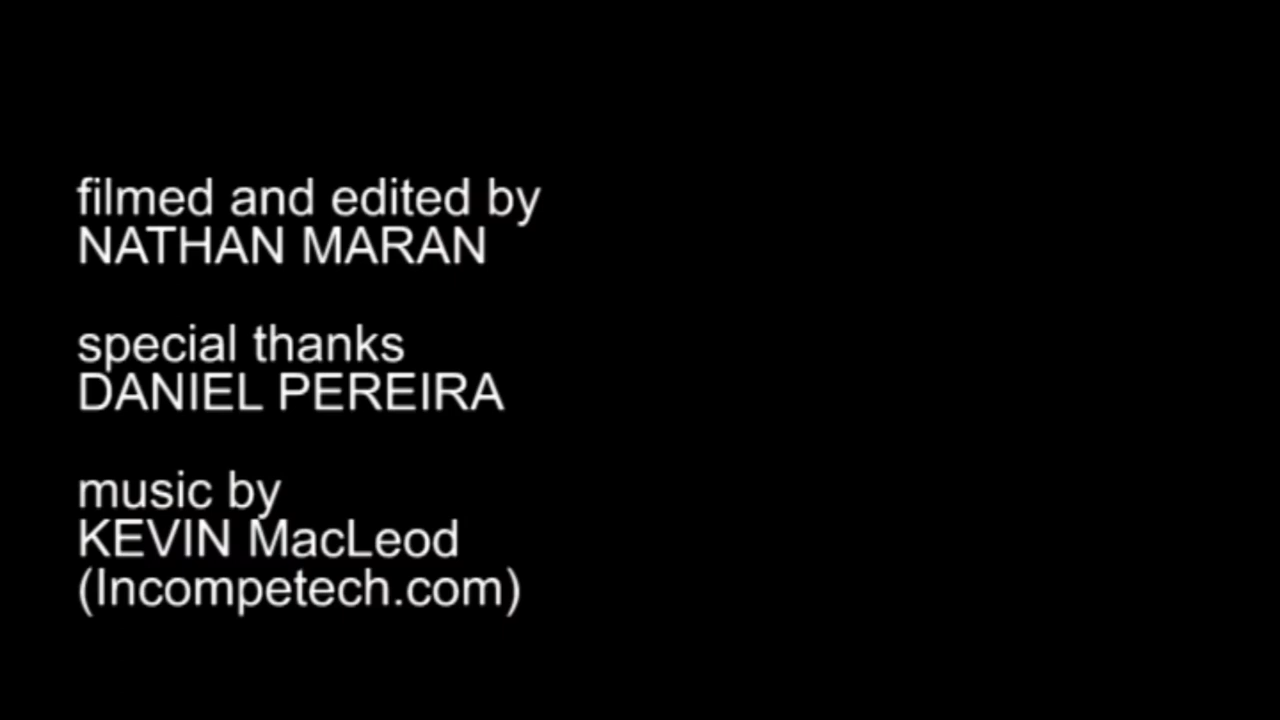 filmed and edited by
NATHAN MARAN
special thanks
DANIEL PEREIRA
music by
KEVIN MacLeod
(Incompetech.com)